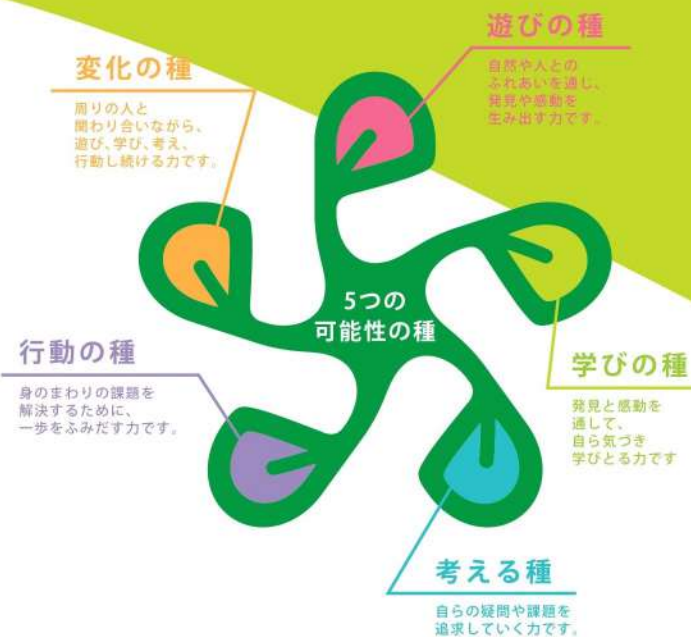 遊びの種
自然や人との
ふれあいを通じ、
発見や感動を
生み出す力です。
変化の種
周りの人と
関わり合いながら、
遊び、学び、考え、
行動し続ける力です。
5つの
可能性の種
学びの種
発見と感動を
通して、
自ら気づき
学びとる力です
行動の種
身のまわりの課題を
解決するために、
一歩をふみだす力です。
考える種
自らの疑問や課題を
追求していく力です。